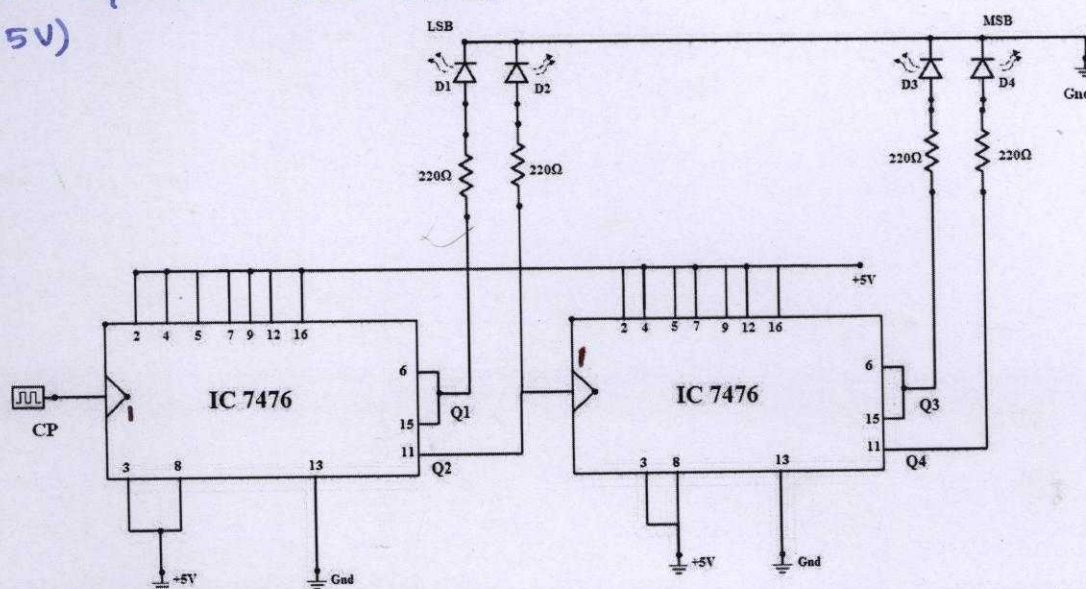 5V)
LSB MSB
D1 D2 D3 D4 Gnd
220Ω 220Ω 220Ω 220Ω
+5V
2 4 5 7 9 12 16 2 4 5 7 9 12 16
1 1
6 6
IC 7476 IC 7476
CP 15 Q1 15 Q3
11 Q2 11 Q4
3 8 13 3 8 13
+5V Gnd +5V Gnd